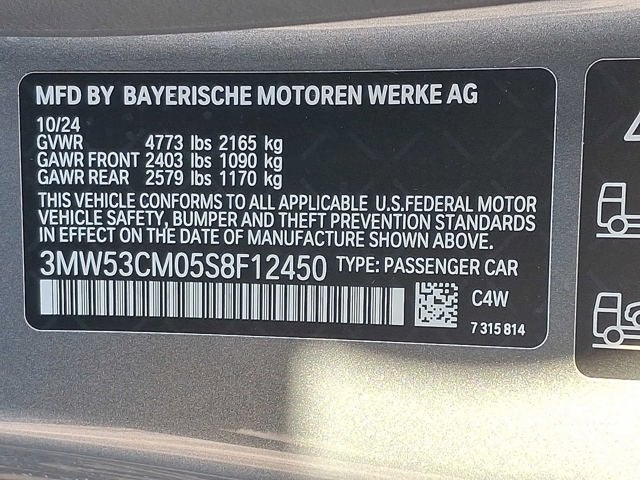 MFD BY BAYERISCHE MOTOREN WERKE AG
10/24
GVWR 4773 lbs 2165 kg
GAWR FRONT 2403 lbs 1090 kg
GAWR REAR 2579 lbs 1170 kg
THIS VEHICLE CONFORMS TO ALL APPLICABLE U.S.FEDERAL MOTOR
VEHICLE SAFETY, BUMPER AND THEFT PREVENTION STANDARDS
IN EFFECT ON THE DATE OF MANUFACTURE SHOWN ABOVE.
3MW53CM05S8F12450 TYPE: PASSENGER CAR
C4W
7 315 814